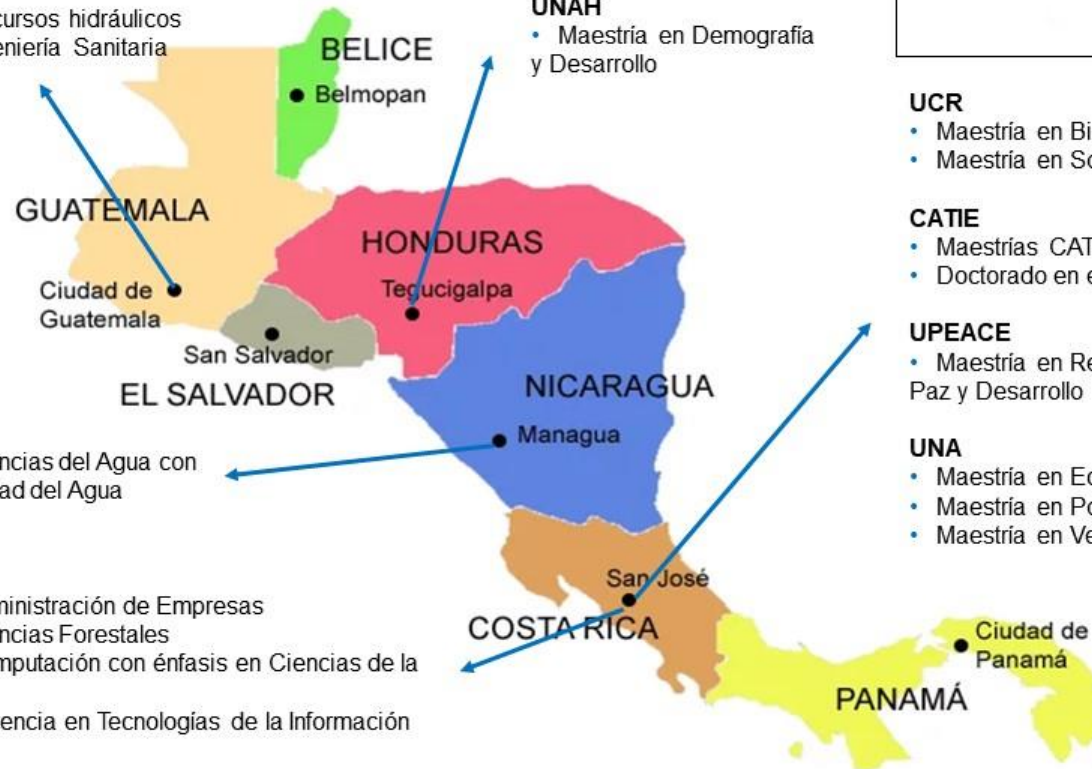 cursos hidráulicos
eniería Sanitaria
UNAH
• Maestría en Demografía
y Desarrollo
BELICE
Belmopan
GUATEMALA
Ciudad de
Guatemala
HONDURAS
Tegucigalpa
San Salvador
EL SALVADOR
NICARAGUA
Managua
ncias del Agua con
ad del Agua
San José
COSTA RICA
ministración de Empresas
ncias Forestales
mputación con énfasis en Ciencias de la
encia en Tecnologías de la Información
Ciudad de
Panamá
PANAMÁ
UCR
• Maestría en Bi
• Maestría en So
CATIE
• Maestrías CAT
• Doctorado en e
UPEACE
• Maestría en Re
Paz y Desarrollo
UNA
• Maestría en Ec
• Maestría en Po
• Maestría en Ve